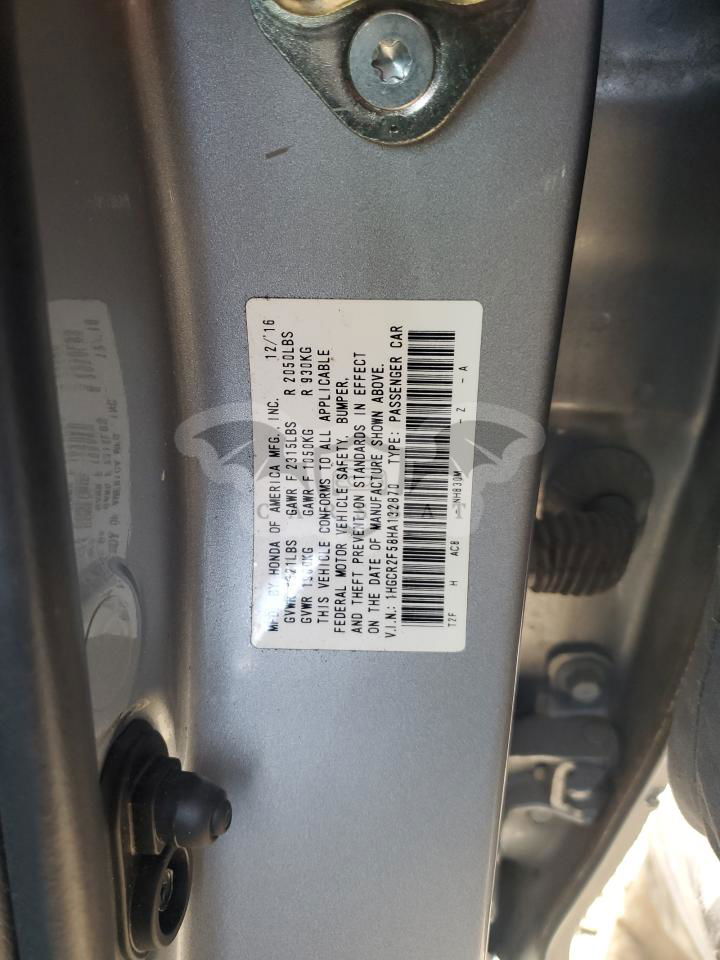 MFD. BY HONDA OF AMERICA MFG., INC. 12/'16
GVWR GAWR F 2315LBS R 2050LBS
GVWR GAWR F 1050KG R 930KG
THIS VEHICLE CONFORMS TO ALL APPLICABLE
FEDERAL MOTOR VEHICLE SAFETY, BUMPER,
AND THEFT PREVENTION STANDARDS IN EFFECT
ON THE DATE OF MANUFACTURE SHOWN ABOVE.
V.I.N.: 1HGCR2F58HA132870 TYPE: PASSENGER CAR
T2F H AC8 NH830M - Z - A